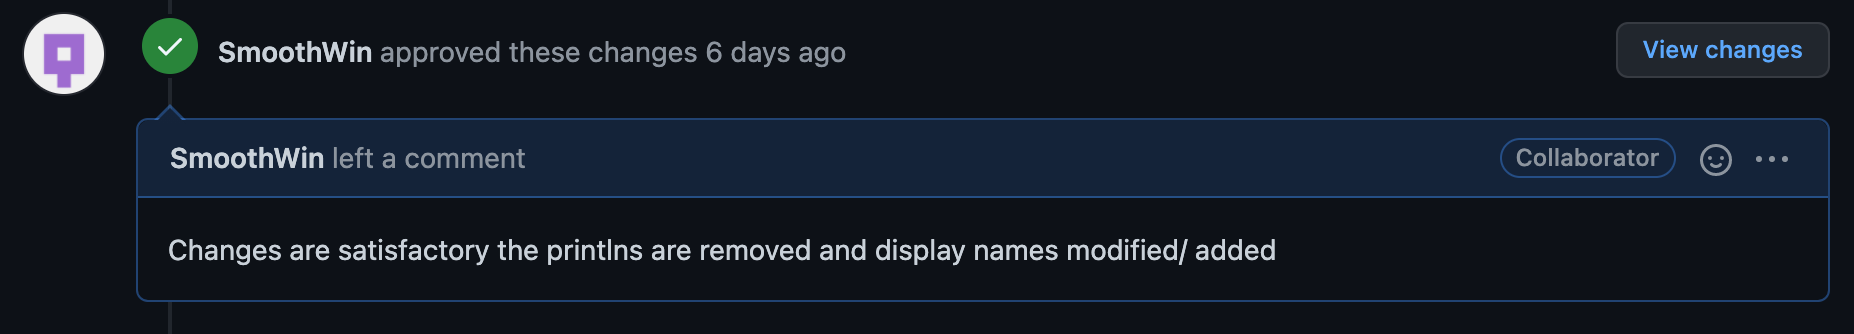 SmoothWin approved these changes 6 days ago
View changes
SmoothWin left a comment
Collaborator
Changes are satisfactory the printlns are removed and display names modified/ added